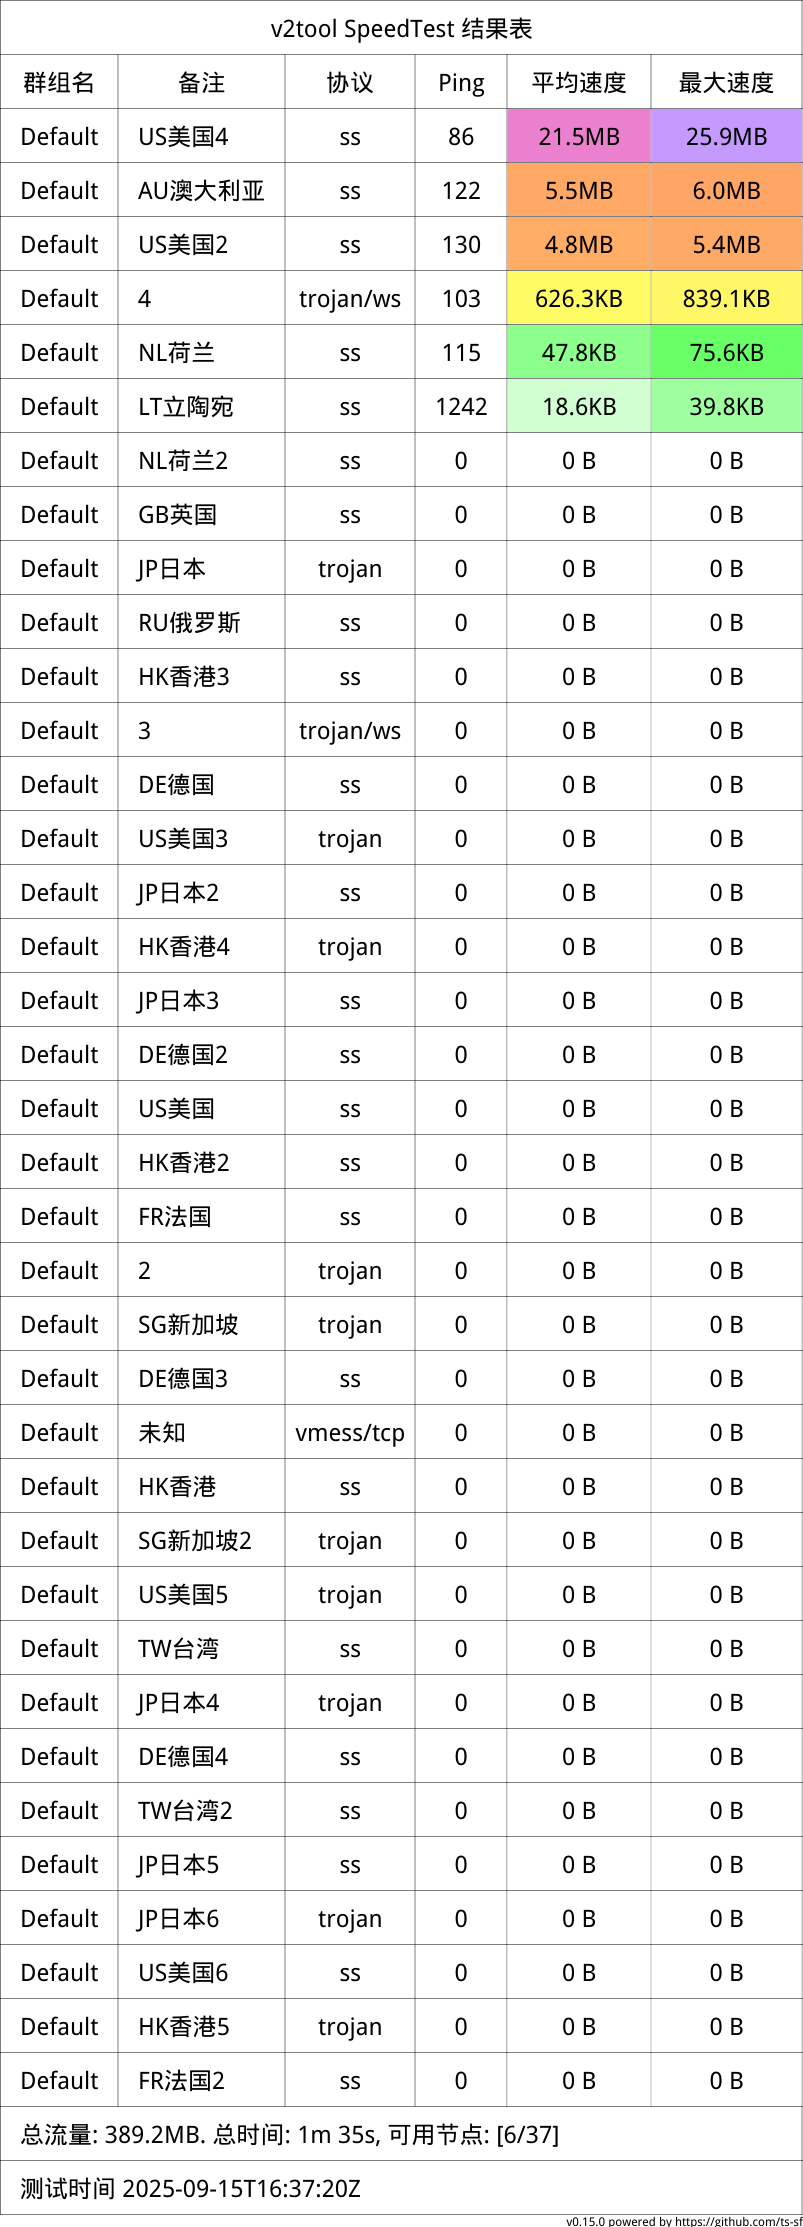 v2tool SpeedTest 结果表
群组名 备注 协议 Ping 平均速度 最大速度
Default US美国4 ss 86 21.5MB 25.9MB
Default AU澳大利亚 ss 122 5.5MB 6.0MB
Default US美国2 ss 130 4.8MB 5.4MB
Default 4 trojan/ws 103 626.3KB 839.1KB
Default NL荷兰 ss 115 47.8KB 75.6KB
Default LT立陶宛 ss 1242 18.6KB 39.8KB
Default NL荷兰2 ss 0 0 B 0 B
Default GB英国 ss 0 0 B 0 B
Default JP日本 trojan 0 0 B 0 B
Default RU俄罗斯 ss 0 0 B 0 B
Default HK香港3 ss 0 0 B 0 B
Default 3 trojan/ws 0 0 B 0 B
Default DE德国 ss 0 0 B 0 B
Default US美国3 trojan 0 0 B 0 B
Default JP日本2 ss 0 0 B 0 B
Default HK香港4 trojan 0 0 B 0 B
Default JP日本3 ss 0 0 B 0 B
Default DE德国2 ss 0 0 B 0 B
Default US美国 ss 0 0 B 0 B
Default HK香港2 ss 0 0 B 0 B
Default FR法国 ss 0 0 B 0 B
Default 2 trojan 0 0 B 0 B
Default SG新加坡 trojan 0 0 B 0 B
Default DE德国3 ss 0 0 B 0 B
Default 未知 vmess/tcp 0 0 B 0 B
Default HK香港 ss 0 0 B 0 B
Default SG新加坡2 trojan 0 0 B 0 B
Default US美国5 trojan 0 0 B 0 B
Default TW台湾 ss 0 0 B 0 B
Default JP日本4 trojan 0 0 B 0 B
Default DE德国4 ss 0 0 B 0 B
Default TW台湾2 ss 0 0 B 0 B
Default JP日本5 ss 0 0 B 0 B
Default JP日本6 trojan 0 0 B 0 B
Default US美国6 ss 0 0 B 0 B
Default HK香港5 trojan 0 0 B 0 B
Default FR法国2 ss 0 0 B 0 B
总流量: 389.2MB. 总时间: 1m 35s, 可用节点: [6/37]
测试时间 2025-09-15T16:37:20Z
v0.15.0 powered by https://github.com/ts-sf